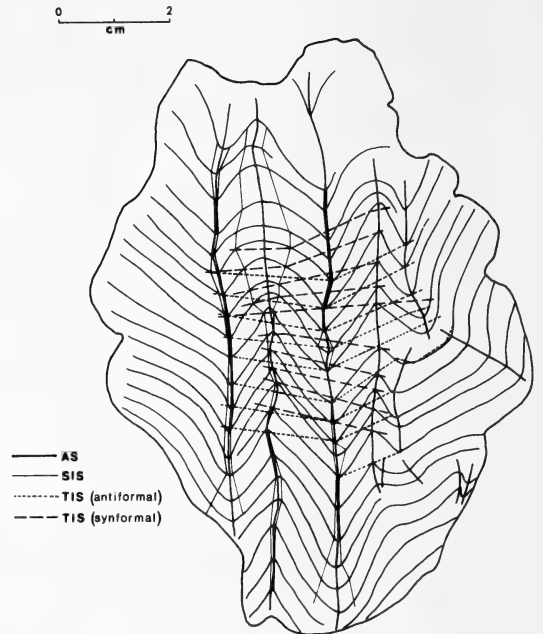 0 2
cm
AS
SIS
TIS (antiformal)
TIS (synformal)